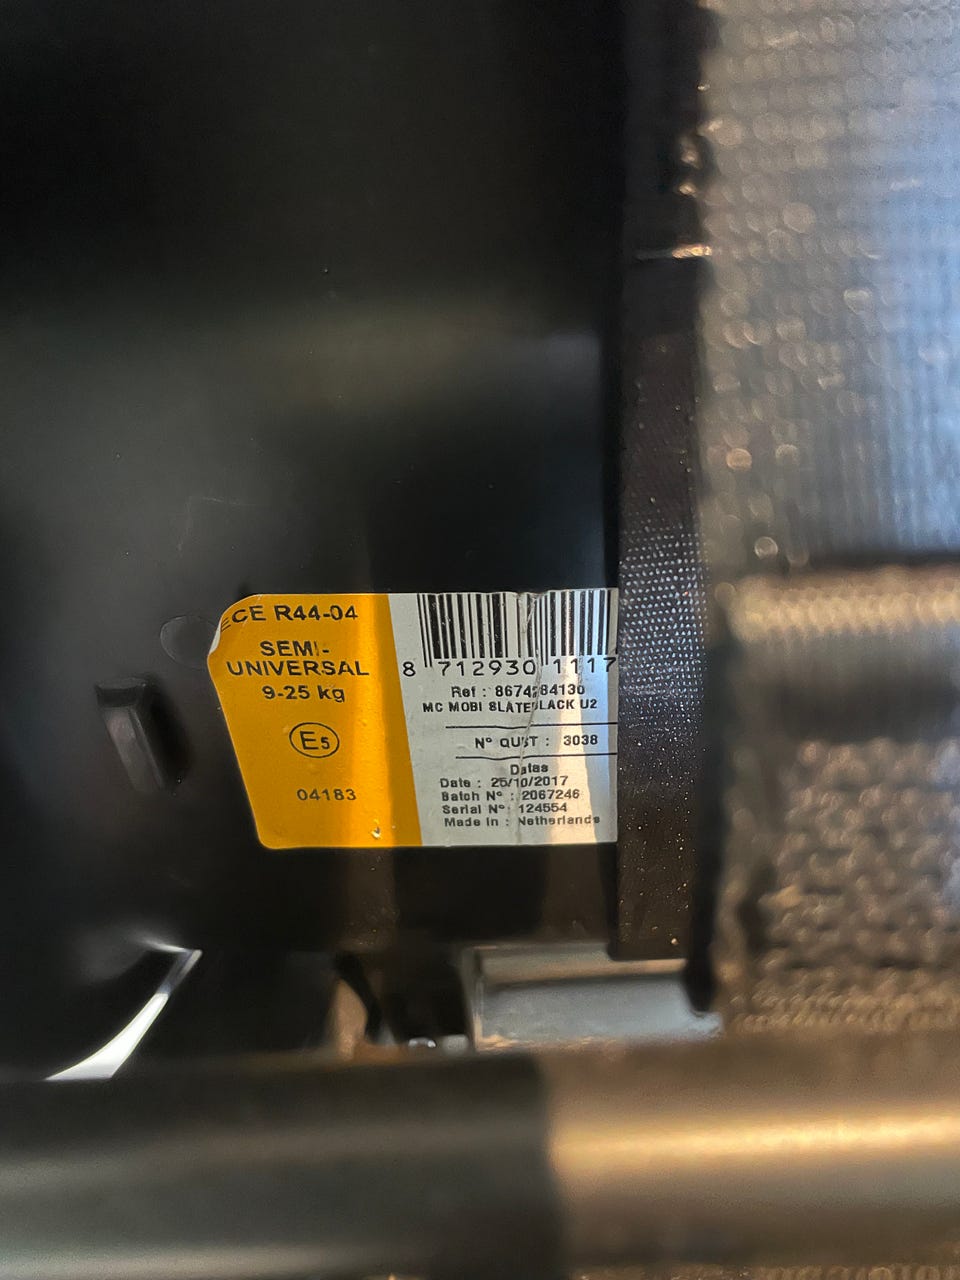 ECE R44-04
SEMI-
UNIVERSAL
9-25 kg
E5
04183
8 712930 1117
Ref : 8674284130
MC MOBI LACK U2
N° QUST : 3038
Datas
Date : 25/10/2017
Batch N° : 2067246
Serial N° : 124554
Made in : Netherlands